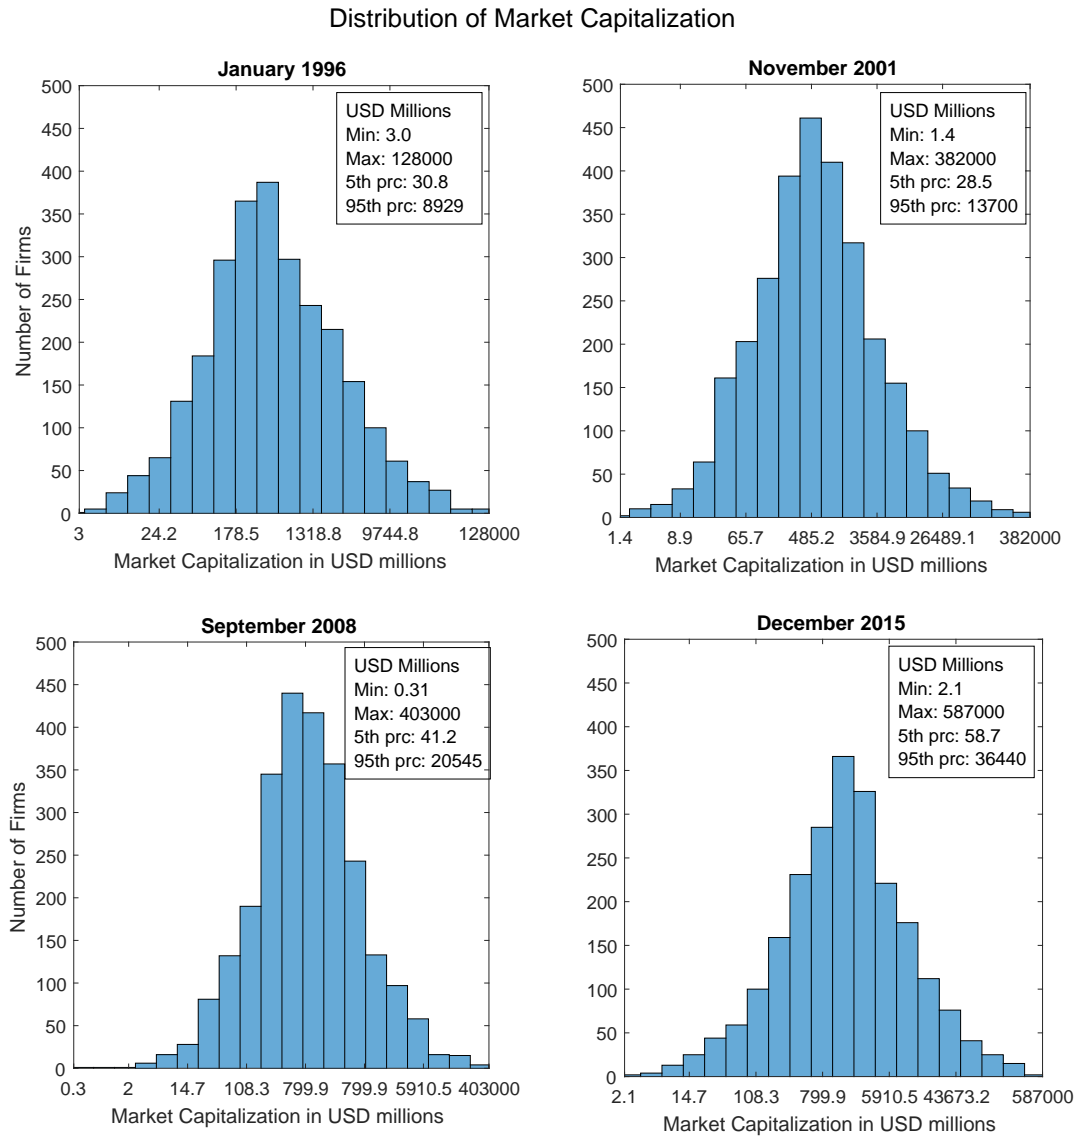 Distribution of Market Capitalization
January 1996
500
450
400
350
300
250
200
150
100
50
0
Number of Firms
USD Millions
Min: 3.0
Max: 128000
5th prc: 30.8
95th prc: 8929
3 24.2 178.5 1318.8 9744.8 128000
Market Capitalization in USD millions
November 2001
500
450
400
350
300
250
200
150
100
50
0
USD Millions
Min: 1.4
Max: 382000
5th prc: 28.5
95th prc: 13700
1.4 8.9 65.7 485.2 3584.9 26489.1 382000
Market Capitalization in USD millions
September 2008
500
450
400
350
300
250
200
150
100
50
0
Number of Firms
USD Millions
Min: 0.31
Max: 403000
5th prc: 41.2
95th prc: 20545
0.3 2 14.7 108.3 799.9 799.9 5910.5 403000
Market Capitalization in USD millions
December 2015
500
450
400
350
300
250
200
150
100
50
0
USD Millions
Min: 2.1
Max: 587000
5th prc: 58.7
95th prc: 36440
2.1 14.7 108.3 799.9 5910.5 43673.2 587000
Market Capitalization in USD millions